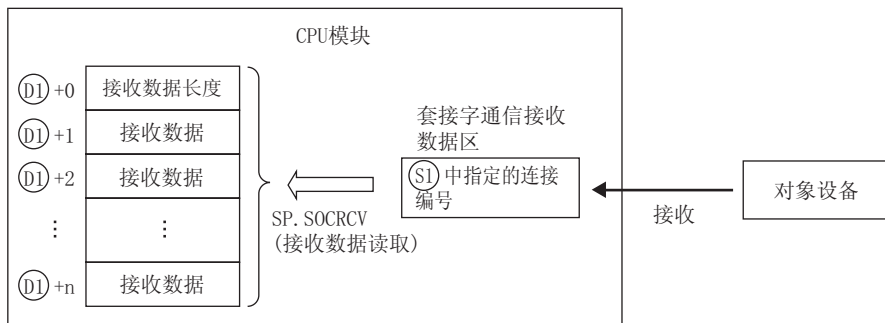 CPU模块
D1 +0 接收数据长度
D1 +1 接收数据
D1 +2 接收数据
⋮ ⋮
D1 +n 接收数据
SP.SOCRCV
(接收数据读取)
套接字通信接收
数据区
S1 中指定的连接
编号
接收
对象设备